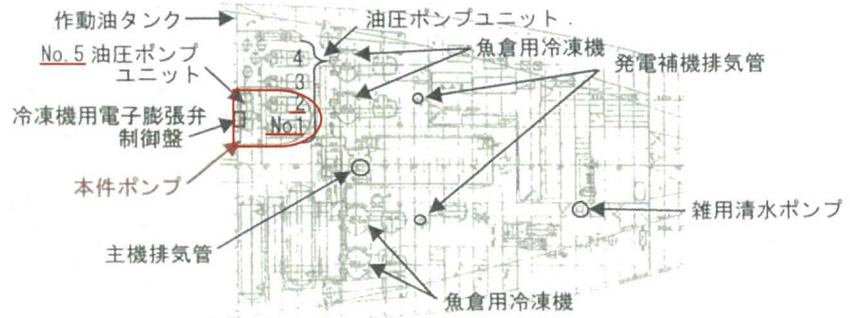 作動油タンク
油圧ポンプユニット
No.5 油圧ポンプ
ユニット
4
3
2
No1
魚倉用冷凍機
発電補機排気管
冷凍機用電子膨張弁
制御盤
本件ポンプ
雑用清水ポンプ
主機排気管
魚倉用冷凍機